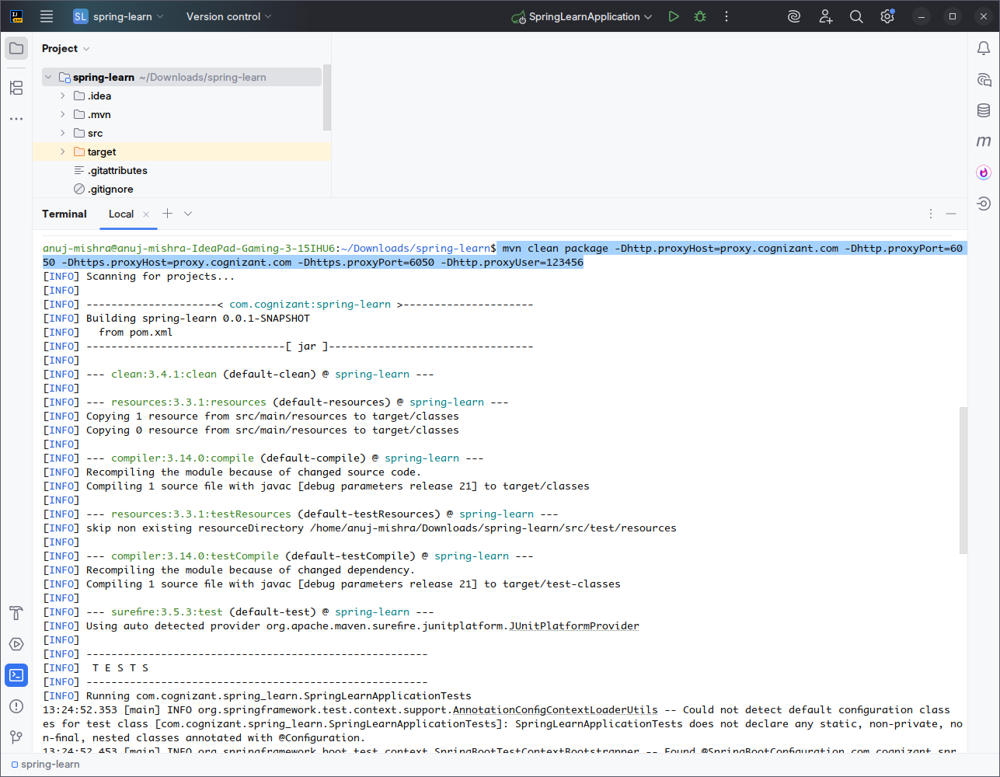 SL spring-learn Version control SpringLearnApplication
Project
spring-learn ~/Downloads/spring-learn
.idea
.mvn
src
target
.gitattributes
.gitignore
Terminal Local
anuj-mishra@anuj-mishra-IdeaPad-Gaming-3-15IHU6:~/Downloads/spring-learn$ mvn clean package -Dhttp.proxyHost=proxy.cognizant.com -Dhttp.proxyPort=60
50 -Dhttps.proxyHost=proxy.cognizant.com -Dhttps.proxyPort=6050 -Dhttp.proxyUser=123456
[INFO] Scanning for projects...
[INFO]
[INFO] ---------------------< com.cognizant:spring-learn >---------------------
[INFO] Building spring-learn 0.0.1-SNAPSHOT
[INFO]   from pom.xml
[INFO] --------------------------------[ jar ]---------------------------------
[INFO]
[INFO] --- clean:3.4.1:clean (default-clean) @ spring-learn ---
[INFO]
[INFO] --- resources:3.3.1:resources (default-resources) @ spring-learn ---
[INFO] Copying 1 resource from src/main/resources to target/classes
[INFO] Copying 0 resource from src/main/resources to target/classes
[INFO]
[INFO] --- compiler:3.14.0:compile (default-compile) @ spring-learn ---
[INFO] Recompiling the module because of changed source code.
[INFO] Compiling 1 source file with javac [debug parameters release 21] to target/classes
[INFO]
[INFO] --- resources:3.3.1:testResources (default-testResources) @ spring-learn ---
[INFO] skip non existing resourceDirectory /home/anuj-mishra/Downloads/spring-learn/src/test/resources
[INFO]
[INFO] --- compiler:3.14.0:testCompile (default-testCompile) @ spring-learn ---
[INFO] Recompiling the module because of changed dependency.
[INFO] Compiling 1 source file with javac [debug parameters release 21] to target/test-classes
[INFO]
[INFO] --- surefire:3.5.3:test (default-test) @ spring-learn ---
[INFO] Using auto detected provider org.apache.maven.surefire.junitplatform.JUnitPlatformProvider
[INFO]
[INFO] -------------------------------------------------------
[INFO]  T E S T S
[INFO] -------------------------------------------------------
[INFO] Running com.cognizant.spring_learn.SpringLearnApplicationTests
13:24:52.353 [main] INFO org.springframework.test.context.support.AnnotationConfigContextLoaderUtils -- Could not detect default configuration class
es for test class [com.cognizant.spring_learn.SpringLearnApplicationTests]: SpringLearnApplicationTests does not declare any static, non-private, no
n-final, nested classes annotated with @Configuration.
13:24:52.453 [main] INFO org.springframework.boot.test.context.SpringBootTestContextBootstrapper -- Found @SpringBootConfiguration com.cognizant.spr
spring-learn